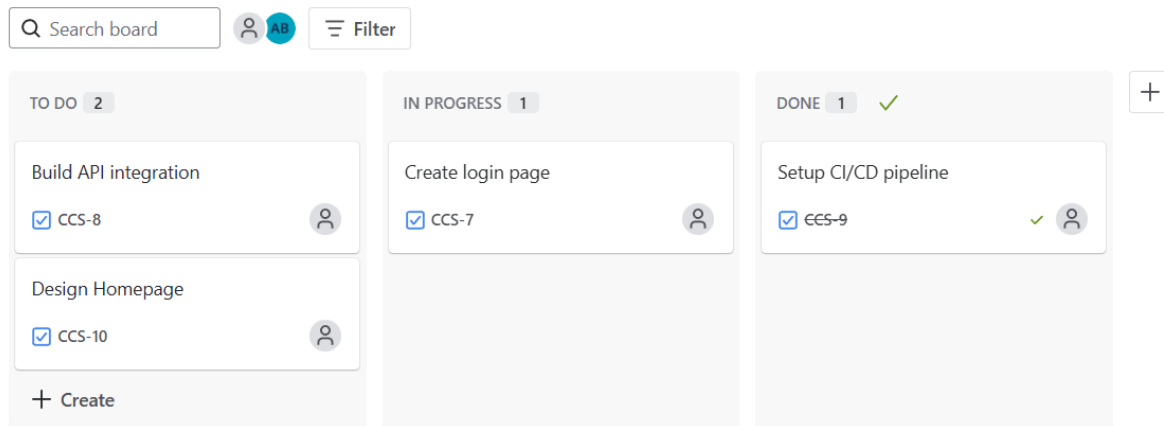 Search board
AB
Filter
TO DO 2
Build API integration
CCS-8
Design Homepage
CCS-10
+ Create
IN PROGRESS 1
Create login page
CCS-7
DONE 1
Setup CI/CD pipeline
CCS-9